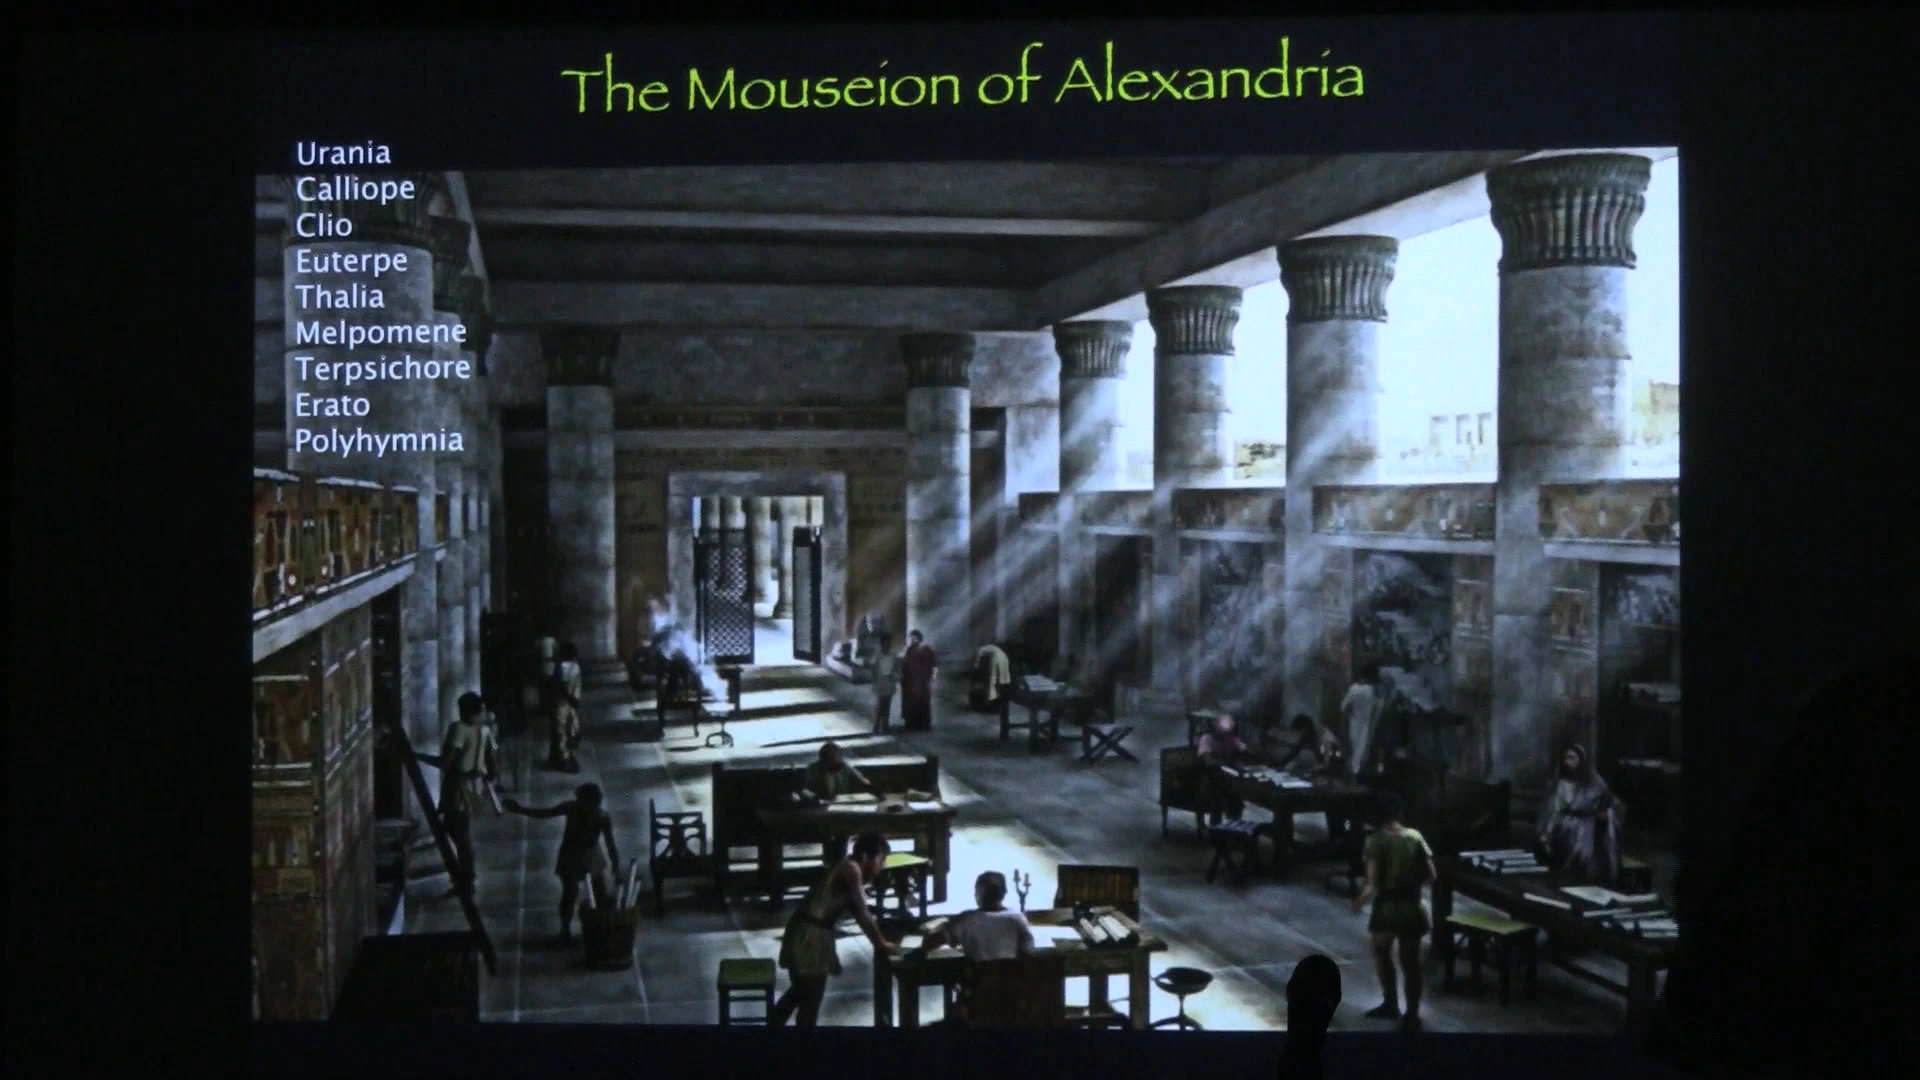 The Mouseion of Alexandria
Urania
Calliope
Clio
Euterpe
Thalia
Melpomene
Terpsichore
Erato
Polyhymnia